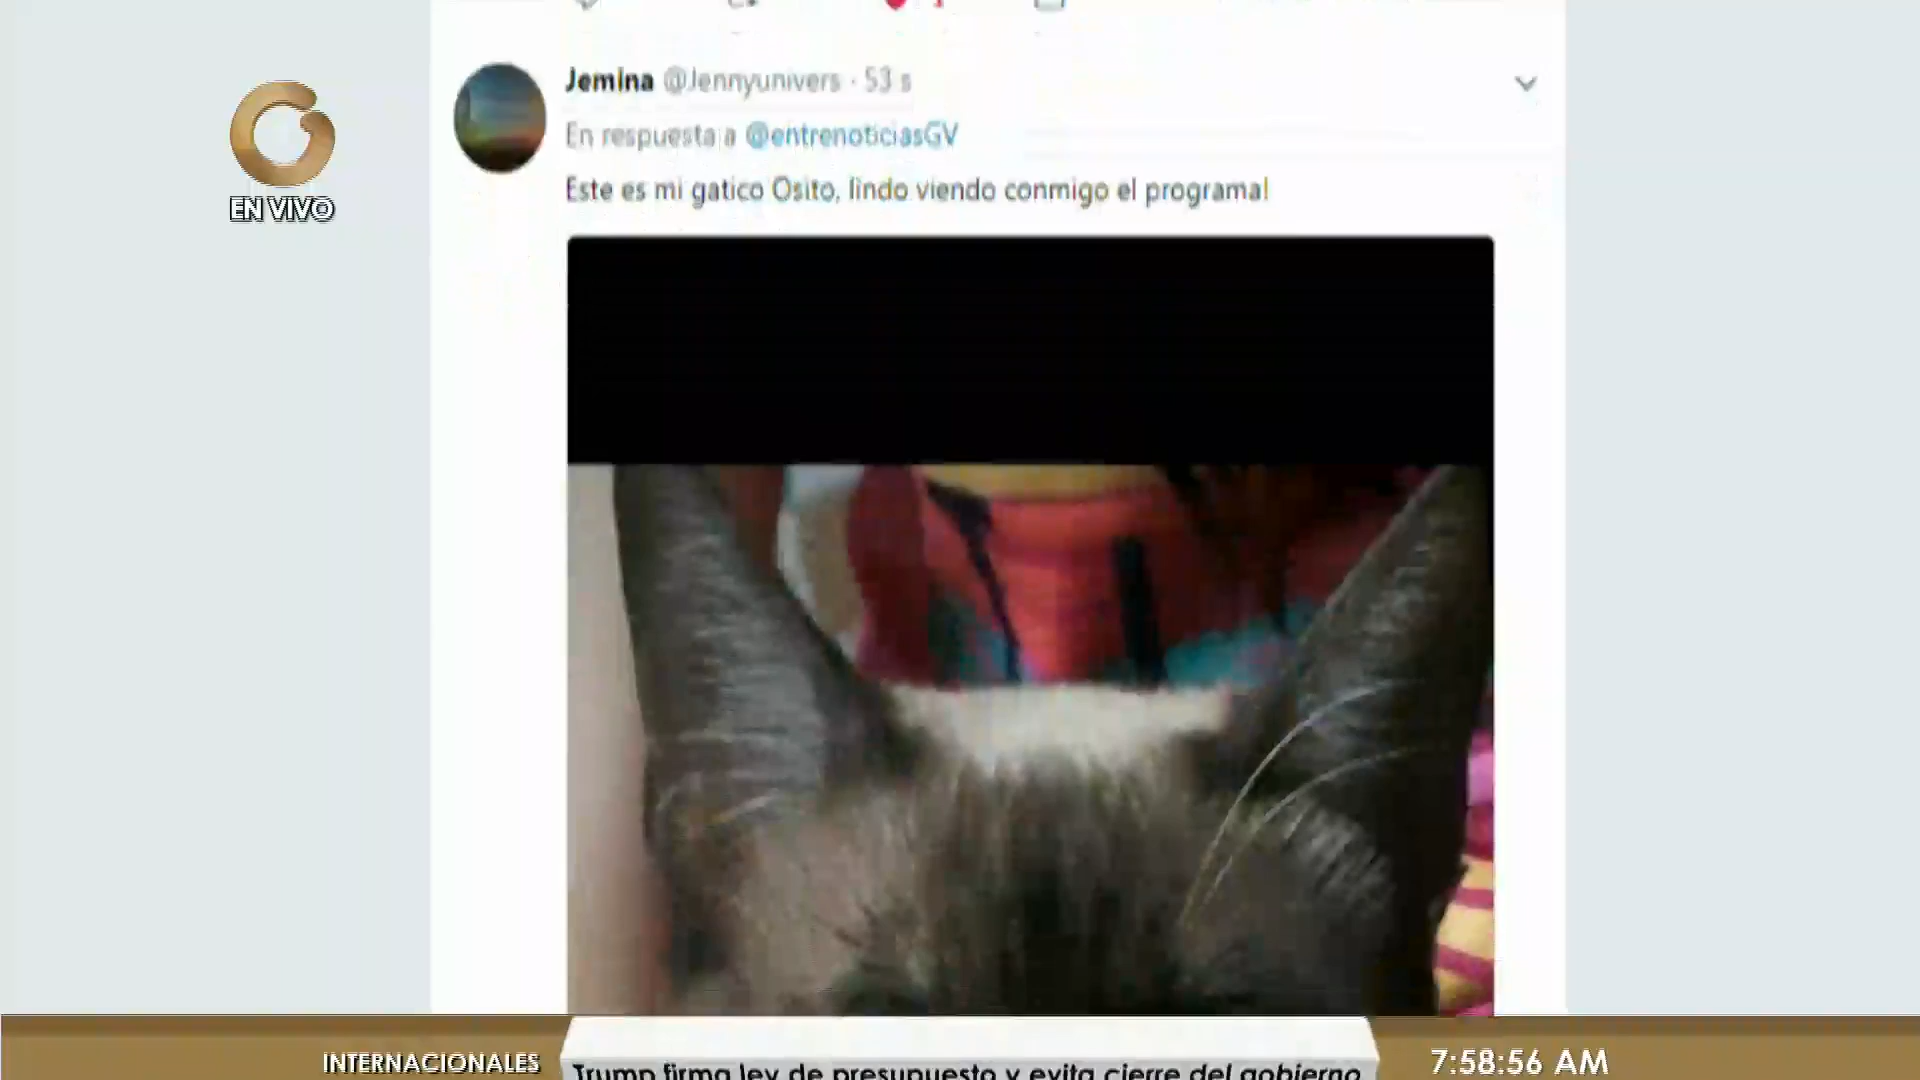 Jemina @Jennyunivers · 53 s
En respuesta a @entrenoticiasGV
Este es mi gatico Osito, lindo viendo conmigo el programa!
EN VIVO
INTERNACIONALES
Trump firma ley de presupuesto y evita cierre del gobierno
7:58:56 AM